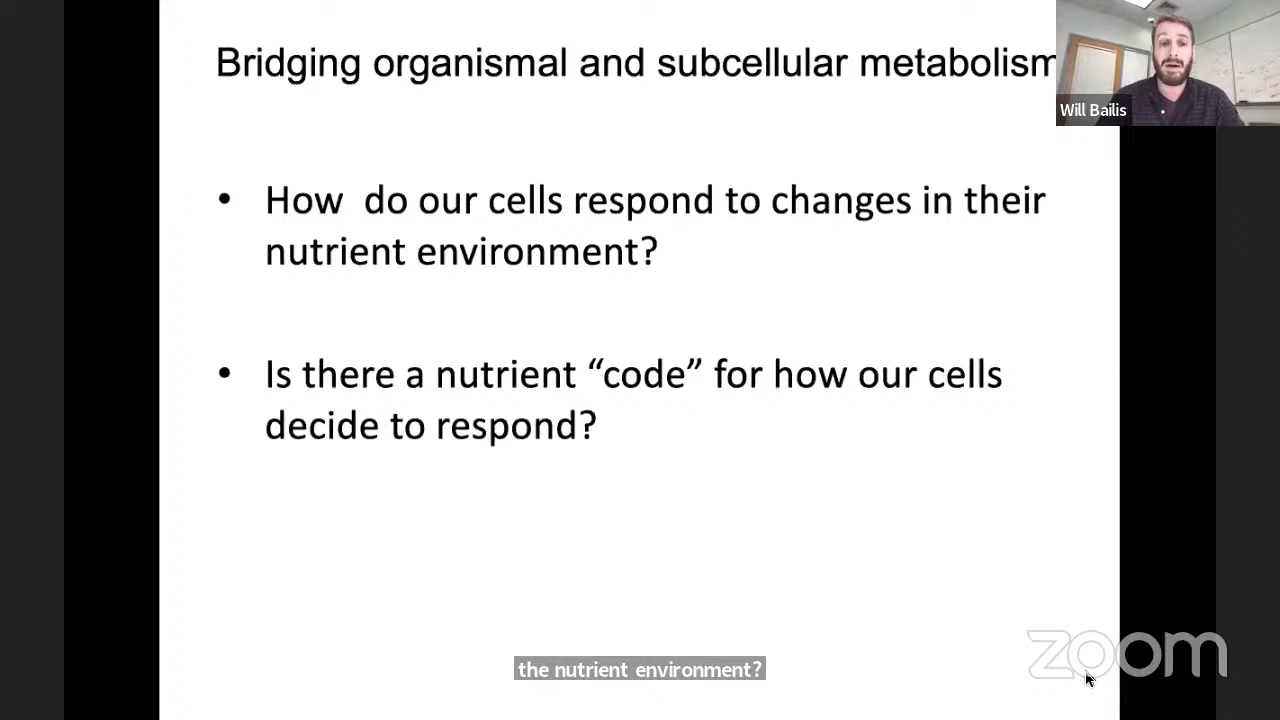 Bridging organismal and subcellular metabolism
Will Bailis
• How  do our cells respond to changes in their
nutrient environment?
• Is there a nutrient “code” for how our cells
decide to respond?
zoom
the nutrient environment?